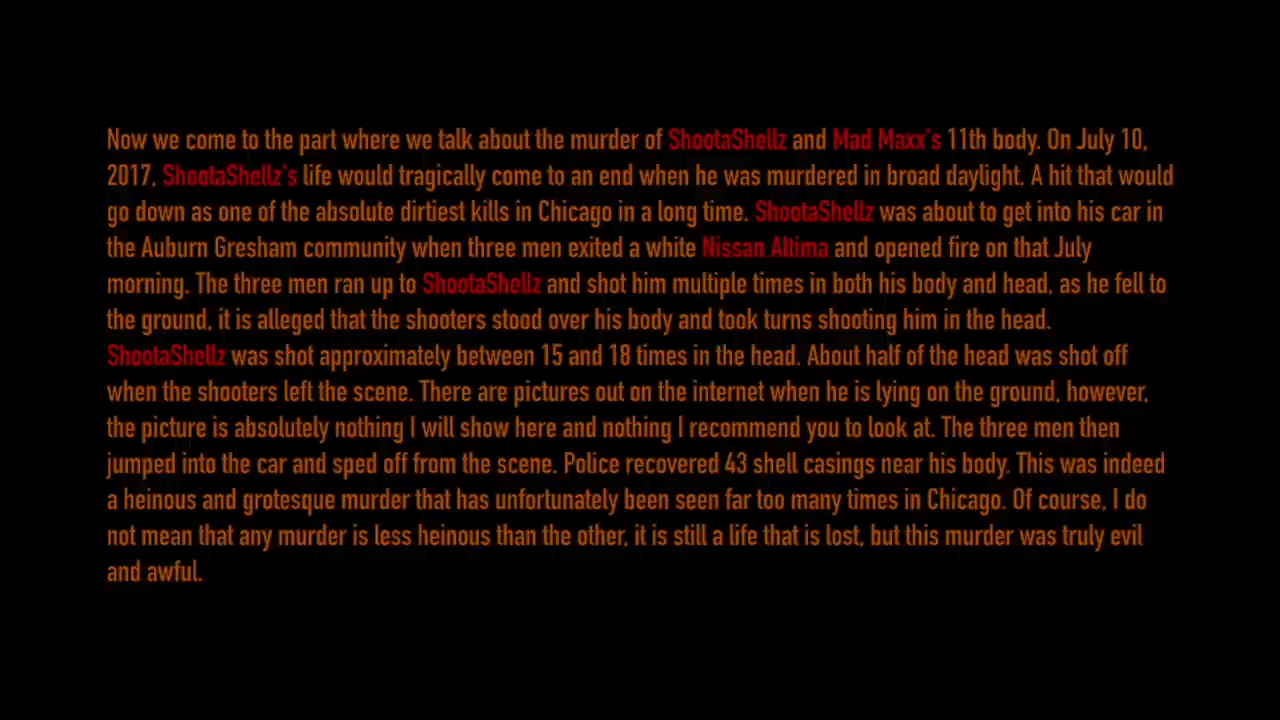 Now we come to the part where we talk about the murder of ShootaShellz and Mad Maxx's 11th body. On July 10,
2017, ShootaShellz's life would tragically come to an end when he was murdered in broad daylight. A hit that would
go down as one of the absolute dirtiest kills in Chicago in a long time. ShootaShellz was about to get into his car in
the Auburn Gresham community when three men exited a white Nissan Altima and opened fire on that July
morning. The three men ran up to ShootaShellz and shot him multiple times in both his body and head, as he fell to
the ground, it is alleged that the shooters stood over his body and took turns shooting him in the head.
ShootaShellz was shot approximately between 15 and 18 times in the head. About half of the head was shot off
when the shooters left the scene. There are pictures out on the internet when he is lying on the ground, however,
the picture is absolutely nothing I will show here and nothing I recommend you to look at. The three men then
jumped into the car and sped off from the scene. Police recovered 43 shell casings near his body. This was indeed
a heinous and grotesque murder that has unfortunately been seen far too many times in Chicago. Of course, I do
not mean that any murder is less heinous than the other, it is still a life that is lost, but this murder was truly evil
and awful.